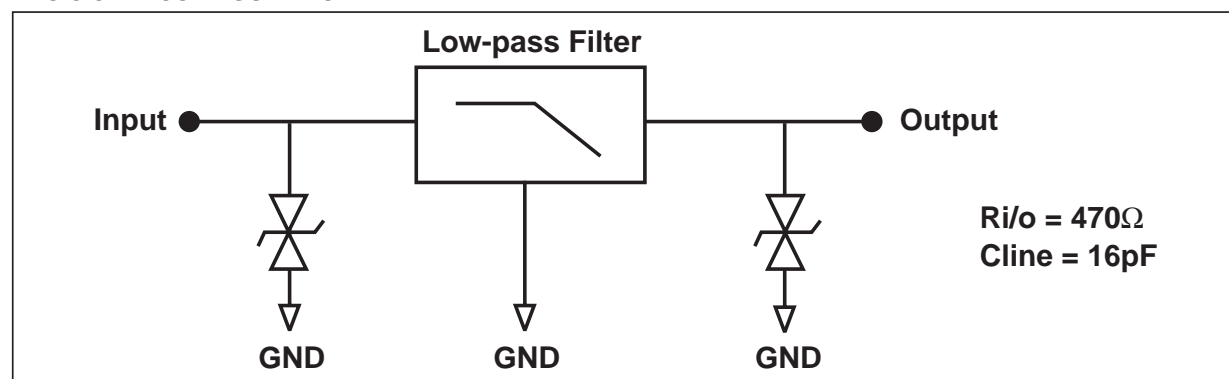 Low-pass Filter
Input
Output
Ri/o = 470Ω
Cline = 16pF
GND
GND
GND